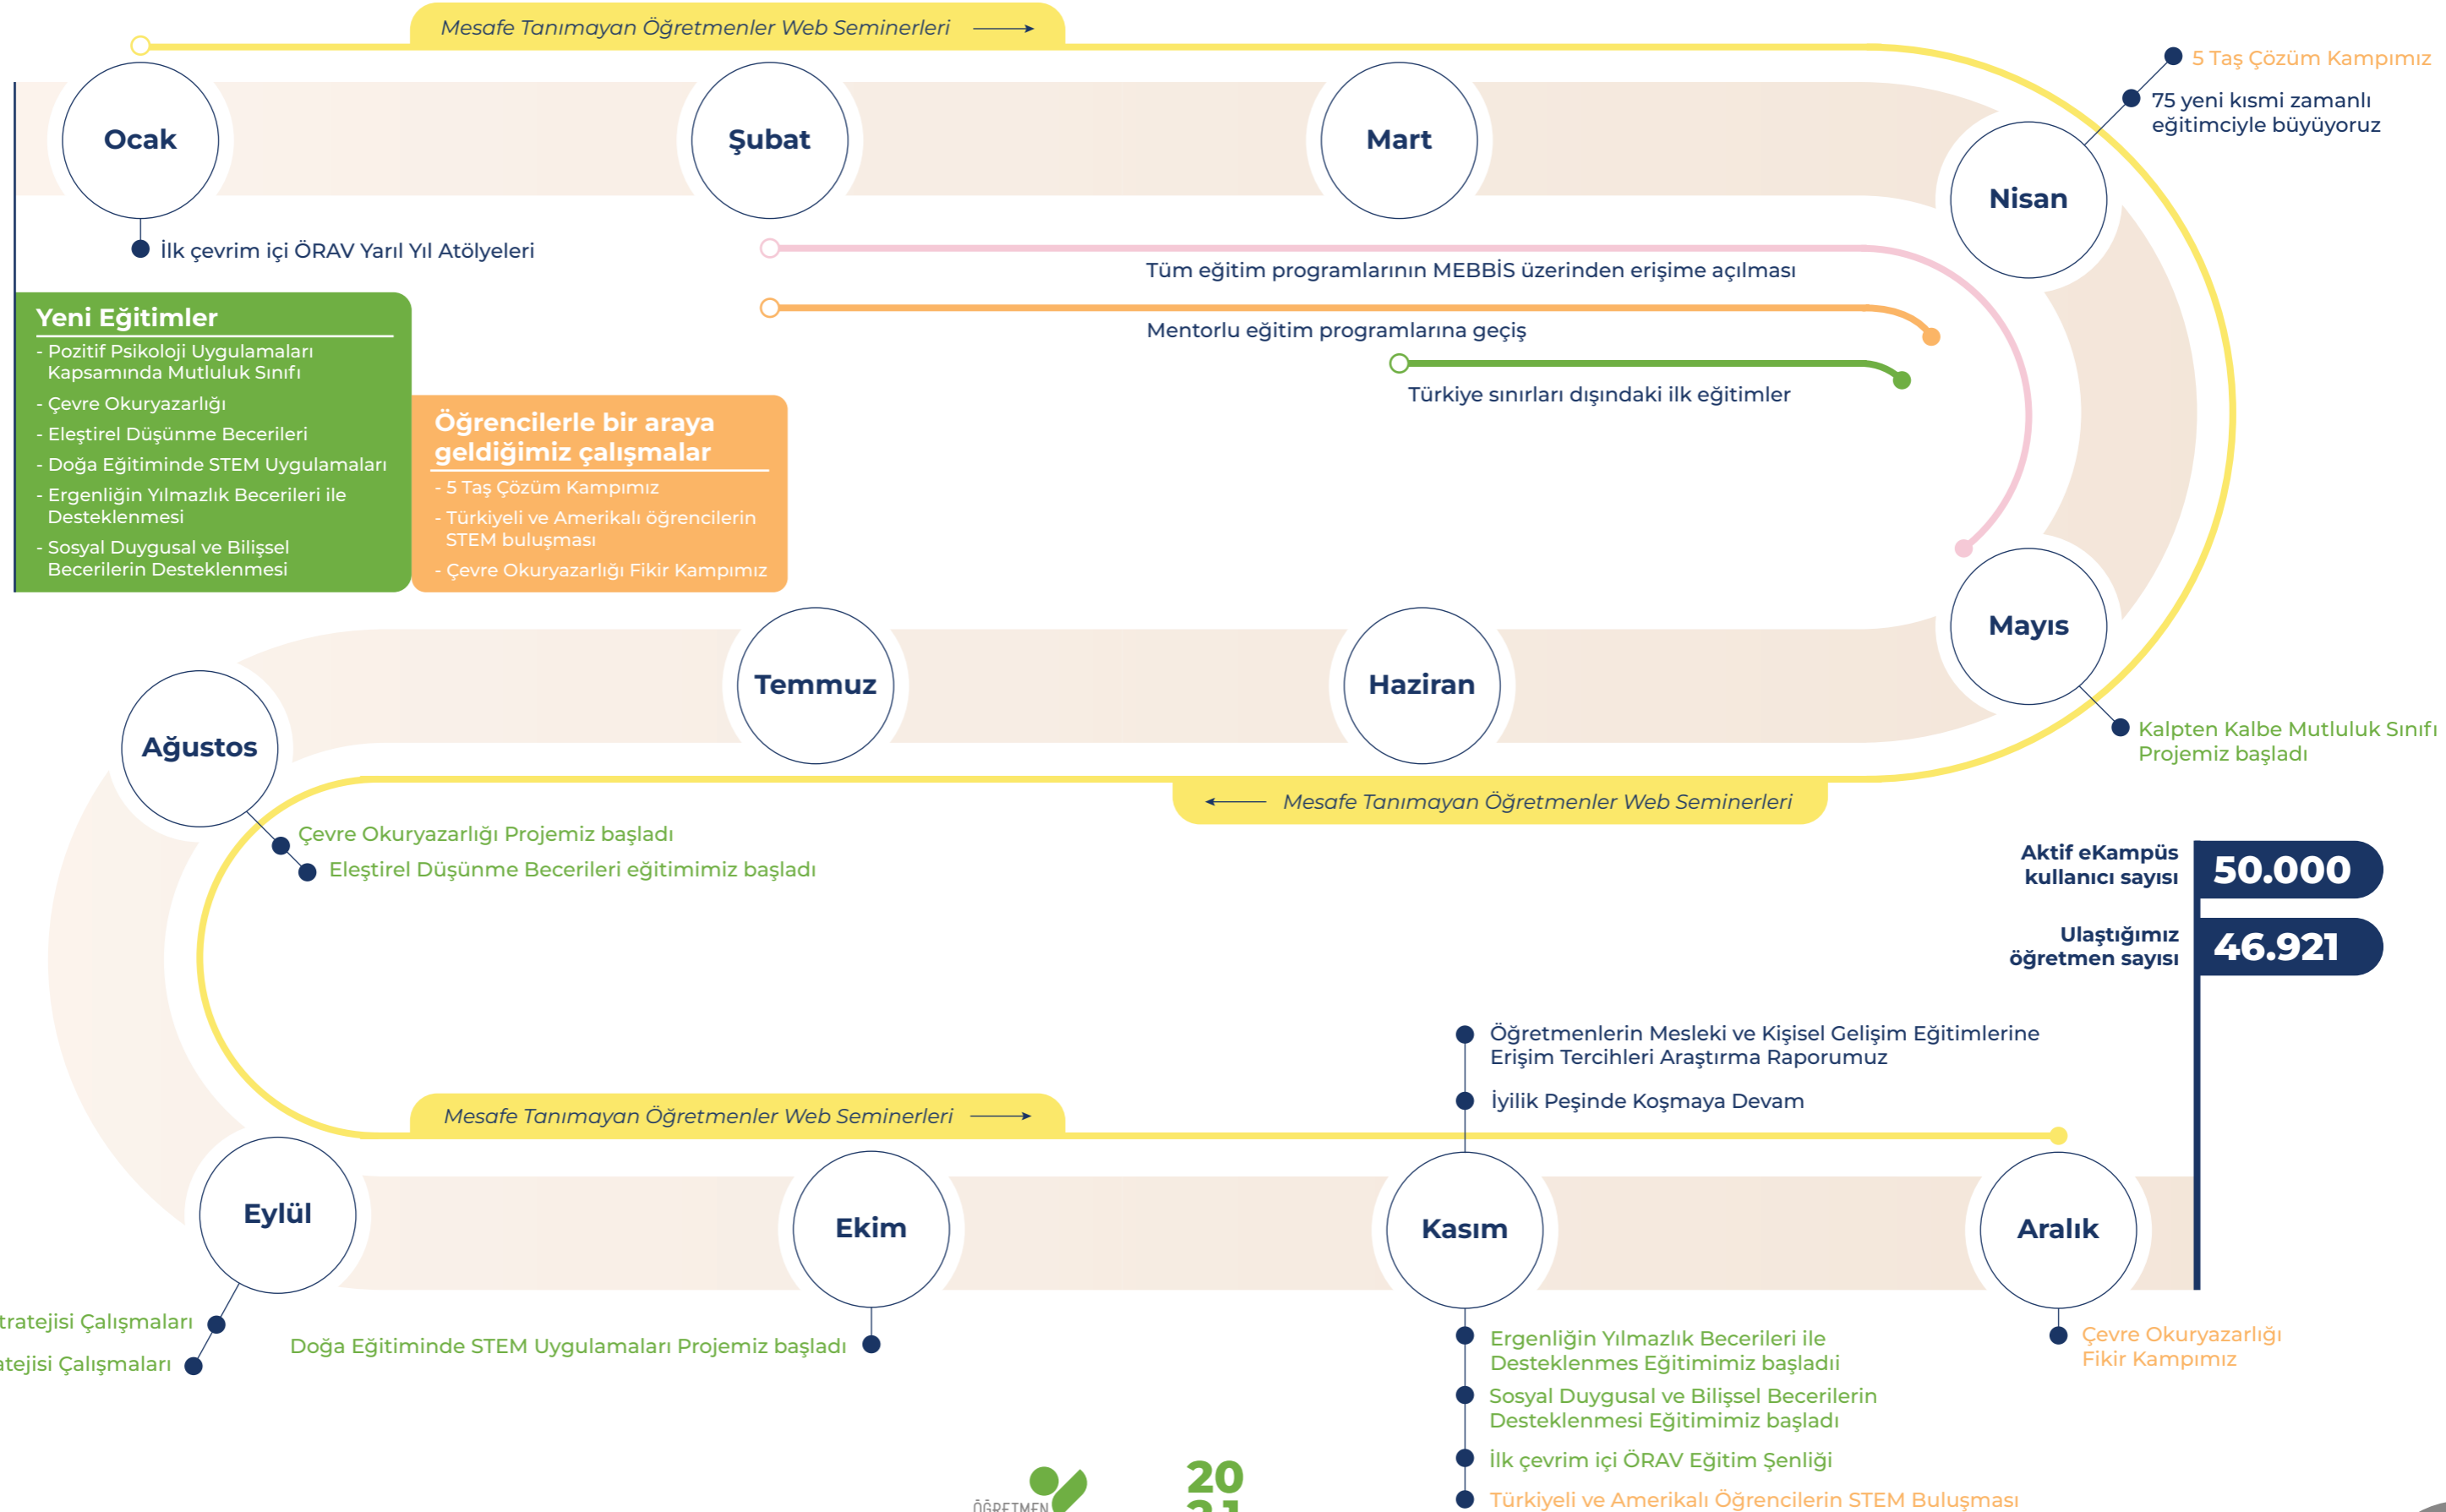 Mesafe Tanımayan Öğretmenler Web Seminerleri
5 Taş Çözüm Kampımız
75 yeni kısmi zamanlı
eğitimciyle büyüyoruz
Ocak
Şubat
Mart
Nisan
İlk çevrim içi ÖRAV Yarıl Yıl Atölyeleri
Tüm eğitim programlarının MEBBİS üzerinden erişime açılması
Mentorlu eğitim programlarına geçiş
Türkiye sınırları dışındaki ilk eğitimler
Yeni Eğitimler
- Pozitif Psikoloji Uygulamaları
Kapsamında Mutluluk Sınıfı
- Çevre Okuryazarlığı
- Eleştirel Düşünme Becerileri
- Doğa Eğitiminde STEM Uygulamaları
- Ergenliğin Yılmazlık Becerileri ile
Desteklenmesi
- Sosyal Duygusal ve Bilişsel
Becerilerin Desteklenmesi
Öğrencilerle bir araya
geldiğimiz çalışmalar
- 5 Taş Çözüm Kampımız
- Türkiyeli ve Amerikalı öğrencilerin
STEM buluşması
- Çevre Okuryazarlığı Fikir Kampımız
Mayıs
Haziran
Temmuz
Ağustos
Kalpten Kalbe Mutluluk Sınıfı
Projemiz başladı
Mesafe Tanımayan Öğretmenler Web Seminerleri
Çevre Okuryazarlığı Projemiz başladı
Eleştirel Düşünme Becerileri eğitimimiz başladı
Aktif eKampüs
kullanıcı sayısı
50.000
Ulaştığımız
öğretmen sayısı
46.921
Öğretmenlerin Mesleki ve Kişisel Gelişim Eğitimlerine
Erişim Tercihleri Araştırma Raporumuz
İyilik Peşinde Koşmaya Devam
Mesafe Tanımayan Öğretmenler Web Seminerleri
Eylül
Ekim
Kasım
Aralık
Çalışmaları
Çalışmaları
Doğa Eğitiminde STEM Uygulamaları Projemiz başladı
Ergenliğin Yılmazlık Becerileri ile
Desteklenmes Eğitimimiz başladıi
Sosyal Duygusal ve Bilişsel Becerilerin
Desteklenmesi Eğitimimiz başladı
İlk çevrim içi ÖRAV Eğitim Şenliği
Türkiyeli ve Amerikalı Öğrencilerin STEM Buluşması
Çevre Okuryazarlığı
Fikir Kampımız
ÖĞRETMEN
20
21